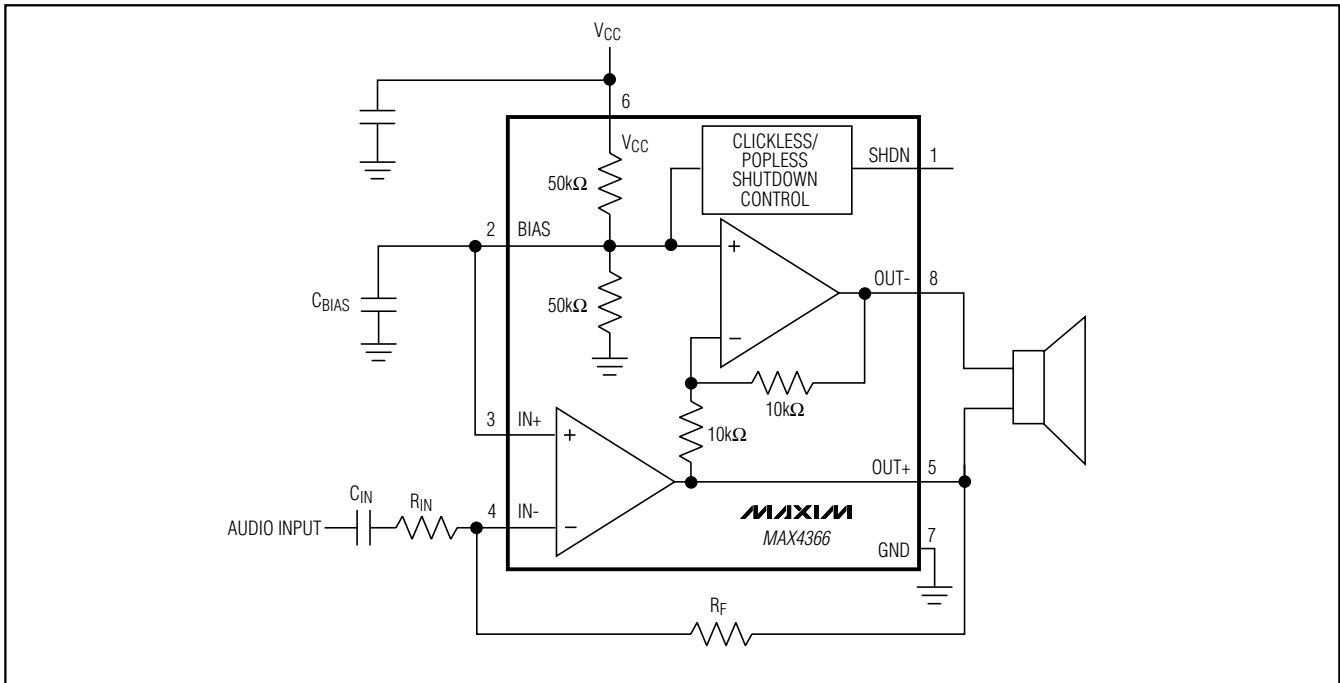 VCC
6
VCC
CLICKLESS/
POPLESS
SHUTDOWN
CONTROL
SHDN 1
50kΩ
2 BIAS
OUT- 8
50kΩ
CBIAS
10kΩ
3 IN+
10kΩ
OUT+ 5
CIN
RIN
4 IN-
AUDIO INPUT
MAXIM
MAX4366
7
GND
RF
+
−
+
−